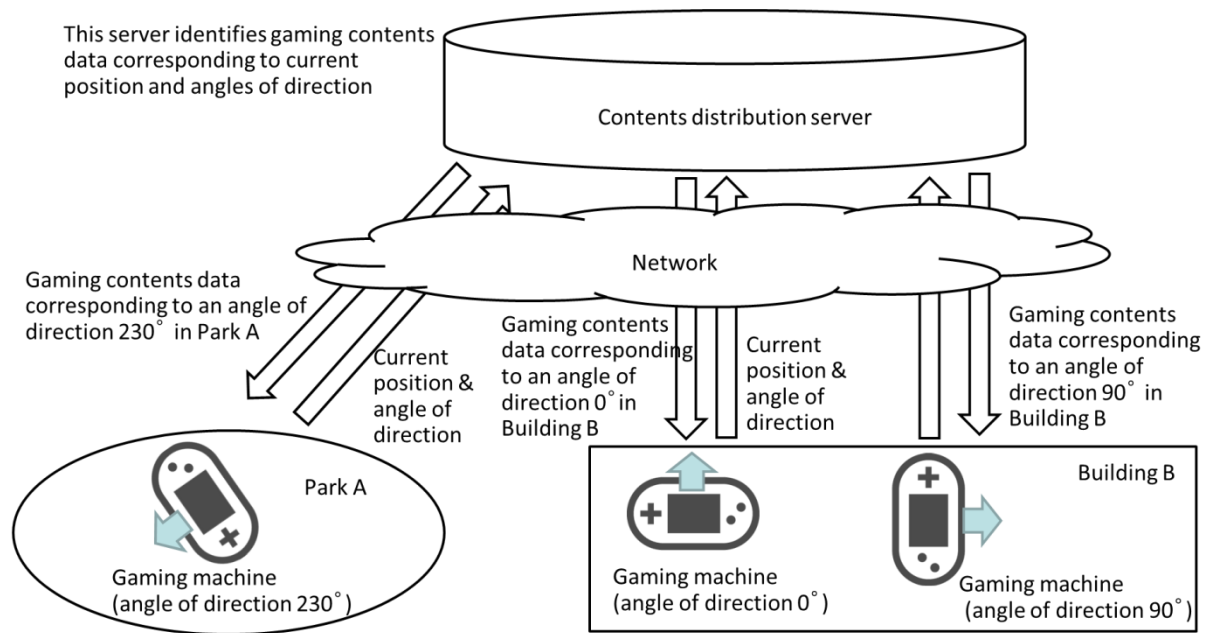 This server identifies gaming contents
data corresponding to current
position and angles of direction
Contents distribution server
Network
Gaming contents data
corresponding to an angle of
direction 230° in Park A
Current
position &
angle of
direction
Gaming contents
data corresponding
to an angle of
direction 0° in
Building B
Current
position &
angle of
direction
Gaming contents
data corresponding
to an angle of
direction 90° in
Building B
Park A
Gaming machine
(angle of direction 230°)
Building B
Gaming machine
(angle of direction 0°)
Gaming machine
(angle of direction 90°)